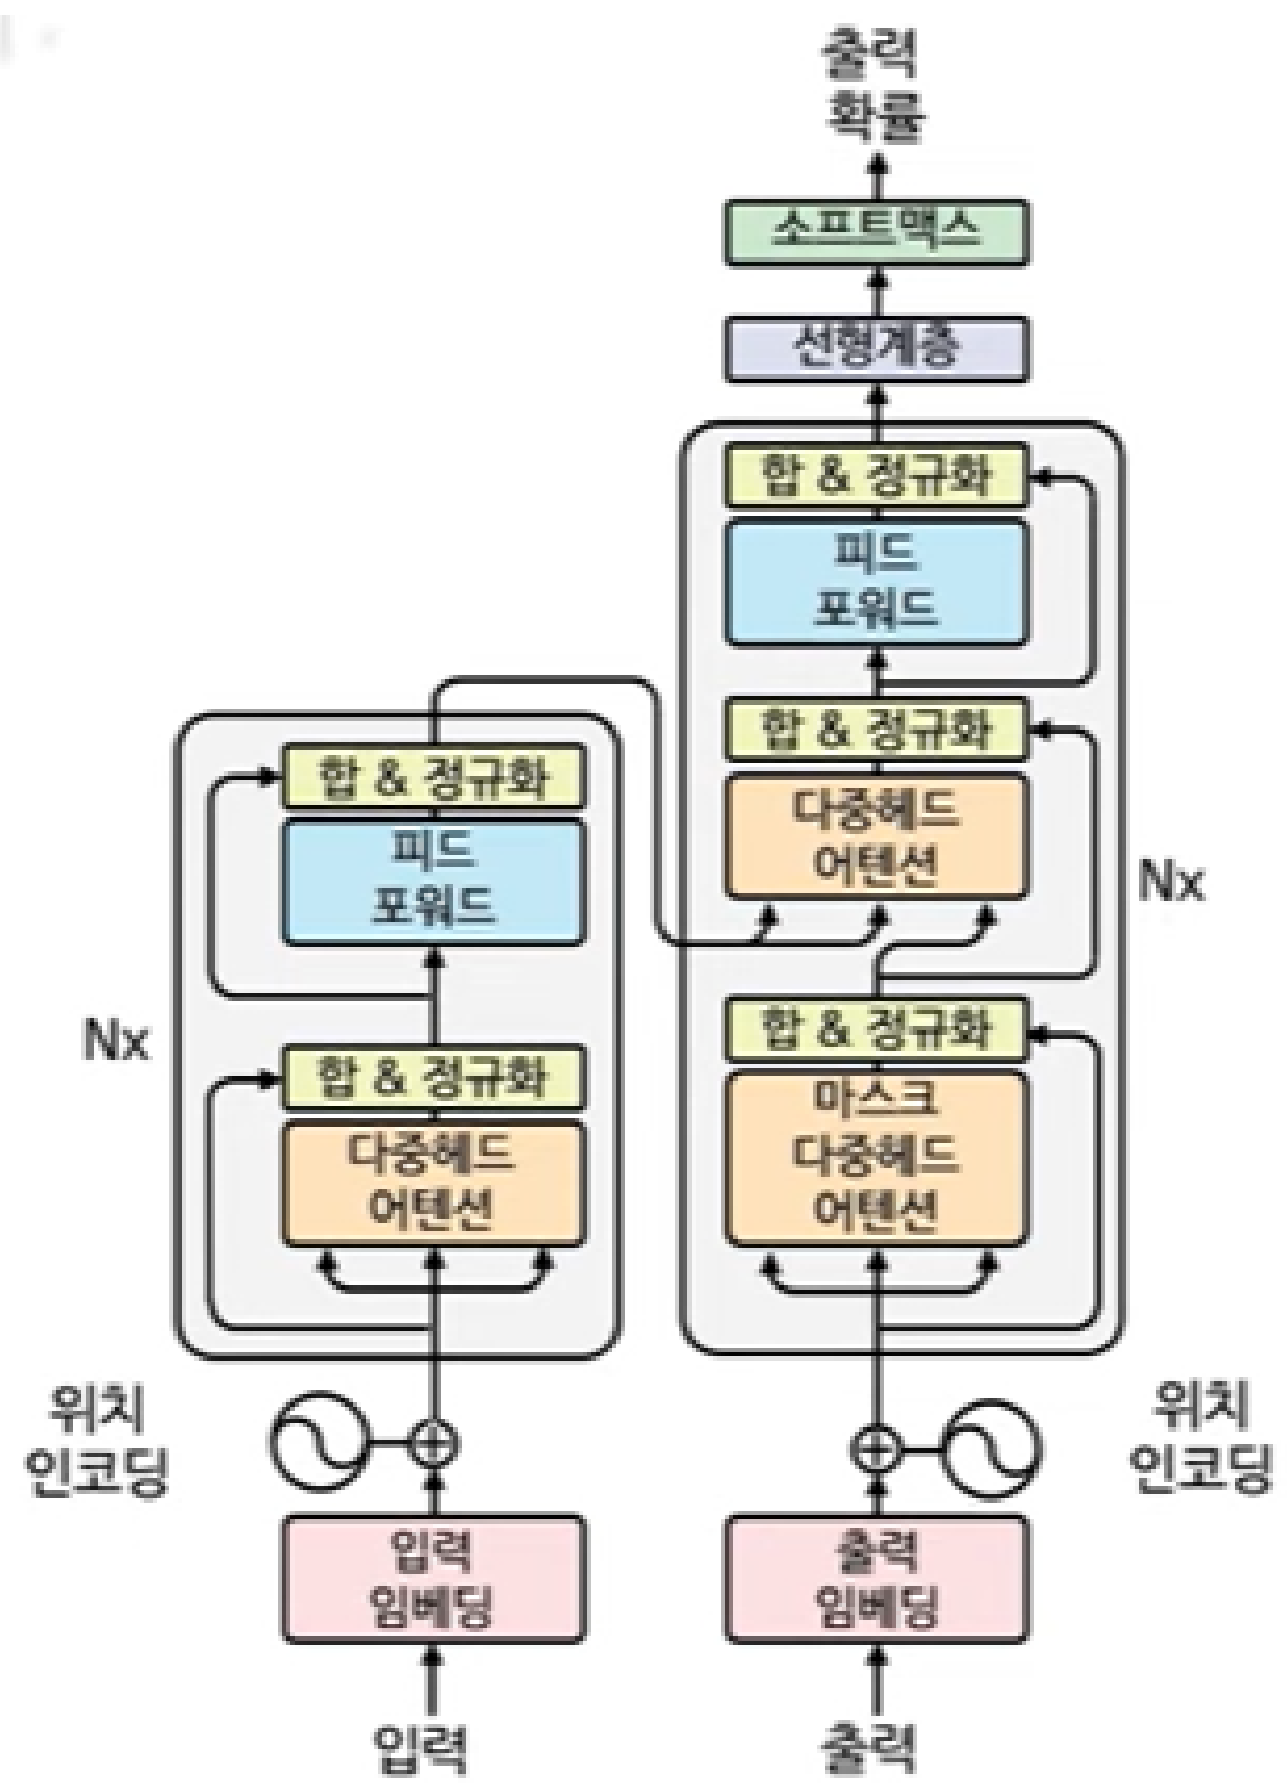 출력
확률
소프트맥스
선형계층
합 & 정규화
피드
포워드
합 & 정규화
다중헤드
어텐션
Nx
합 & 정규화
마스크
다중헤드
어텐션
합 & 정규화
피드
포워드
Nx
합 & 정규화
다중헤드
어텐션
위치
인코딩
위치
인코딩
입력
임베딩
출력
임베딩
입력
출력